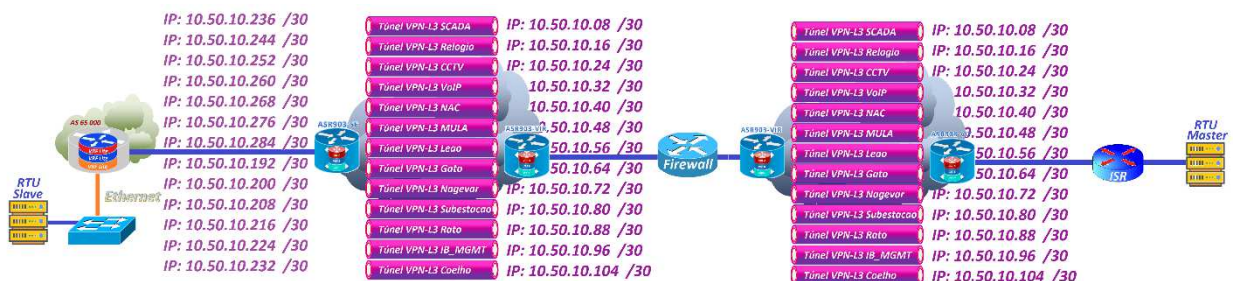 IP: 10.50.10.236 /30
IP: 10.50.10.244 /30
IP: 10.50.10.252 /30
IP: 10.50.10.260 /30
IP: 10.50.10.268 /30
IP: 10.50.10.276 /30
IP: 10.50.10.284 /30
IP: 10.50.10.192 /30
IP: 10.50.10.200 /30
IP: 10.50.10.208 /30
IP: 10.50.10.216 /30
IP: 10.50.10.224 /30
IP: 10.50.10.232 /30
AS 65 000
RTU
Slave
Ethernet
Túnel VPN-L3 SCADA
Túnel VPN-L3 Relogio
Túnel VPN-L3 CCTV
Túnel VPN-L3 VoIP
Túnel VPN-L3 NAC
Túnel VPN-L3 MULA
Túnel VPN-L3 Leao
Túnel VPN-L3 Gato
Túnel VPN-L3 Nagevar
Túnel VPN-L3 Subestacao
Túnel VPN-L3 Rato
Túnel VPN-L3 IB_MGMT
Túnel VPN-L3 Coelho
IP: 10.50.10.08 /30
IP: 10.50.10.16 /30
IP: 10.50.10.24 /30
10.50.10.32 /30
10.50.10.40 /30
10.50.10.48 /30
10.50.10.56 /30
10.50.10.64 /30
IP: 10.50.10.72 /30
IP: 10.50.10.80 /30
IP: 10.50.10.88 /30
IP: 10.50.10.96 /30
IP: 10.50.10.104 /30
Firewall
Túnel VPN-L3 SCADA
Túnel VPN-L3 Relogio
Túnel VPN-L3 CCTV
Túnel VPN-L3 VoIP
Túnel VPN-L3 NAC
Túnel VPN-L3 MULA
Túnel VPN-L3 Leao
Túnel VPN-L3 Gato
Túnel VPN-L3 Nagevar
Túnel VPN-L3 Subestacao
Túnel VPN-L3 Rato
Túnel VPN-L3 IB_MGMT
Túnel VPN-L3 Coelho
IP: 10.50.10.08 /30
IP: 10.50.10.16 /30
IP: 10.50.10.24 /30
10.50.10.32 /30
10.50.10.40 /30
10.50.10.48 /30
10.50.10.56 /30
10.50.10.64 /30
IP: 10.50.10.72 /30
IP: 10.50.10.80 /30
IP: 10.50.10.88 /30
IP: 10.50.10.96 /30
IP: 10.50.10.104 /30
ISR
RTU
Master